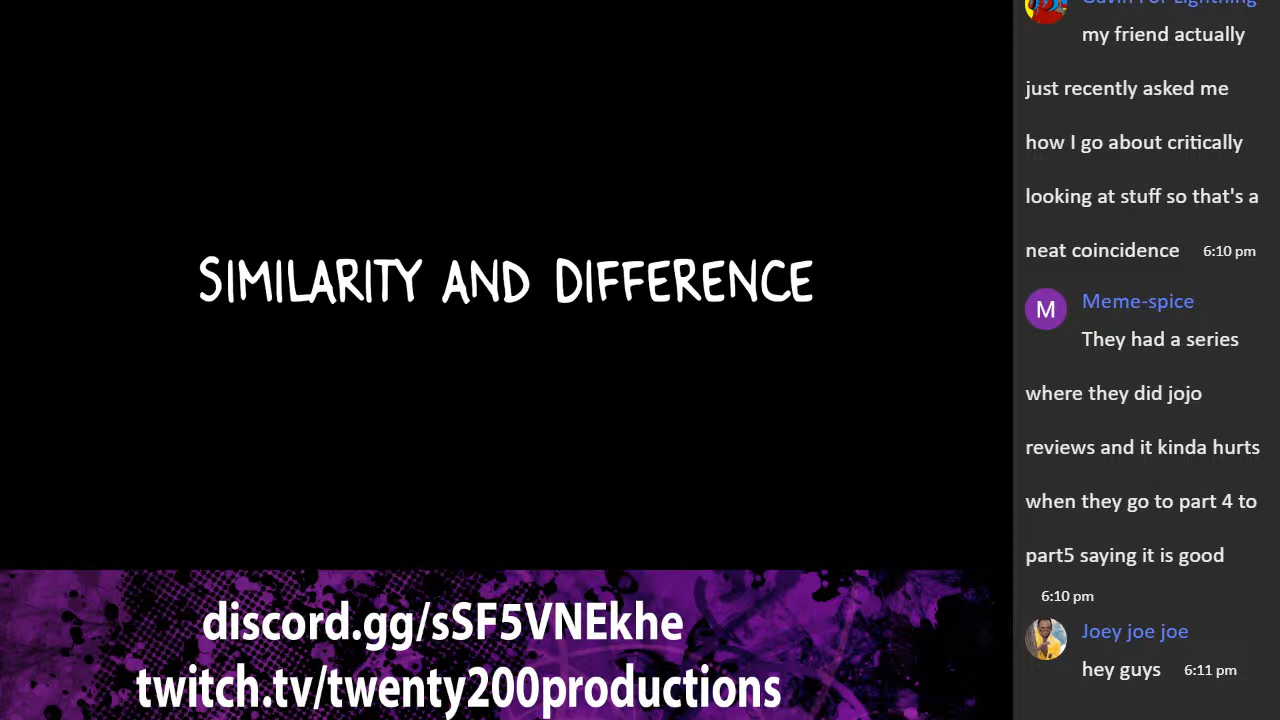 SIMILARITY AND DIFFERENCE
discord.gg/sSF5VNEkhe
twitch.tv/twenty200productions
my friend actually
just recently asked me
how I go about critically
looking at stuff so that's a
neat coincidence 6:10 pm
M Meme-spice
They had a series
where they did jojo
reviews and it kinda hurts
when they go to part 4 to
part5 saying it is good
6:10 pm
Joey joe joe
hey guys 6:11 pm